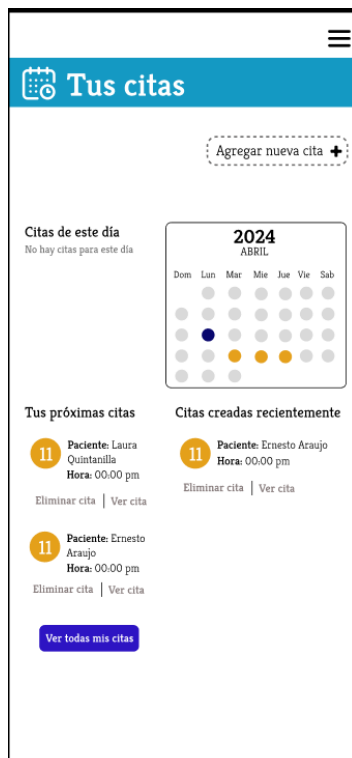 Tus citas
Agregar nueva cita
Citas de este día
No hay citas para este día
2024
ABRIL
Dom Lun Mar Mie Jue Vie Sab
Tus próximas citas
11
Paciente: Laura
Quintanilla
Hora: 00:00 pm
Eliminar cita | Ver cita
11
Paciente: Ernesto
Araujo
Hora: 00:00 pm
Eliminar cita | Ver cita
Ver todas mis citas
Citas creadas recientemente
11
Paciente: Ernesto Araujo
Hora: 00:00 pm
Eliminar cita | Ver cita